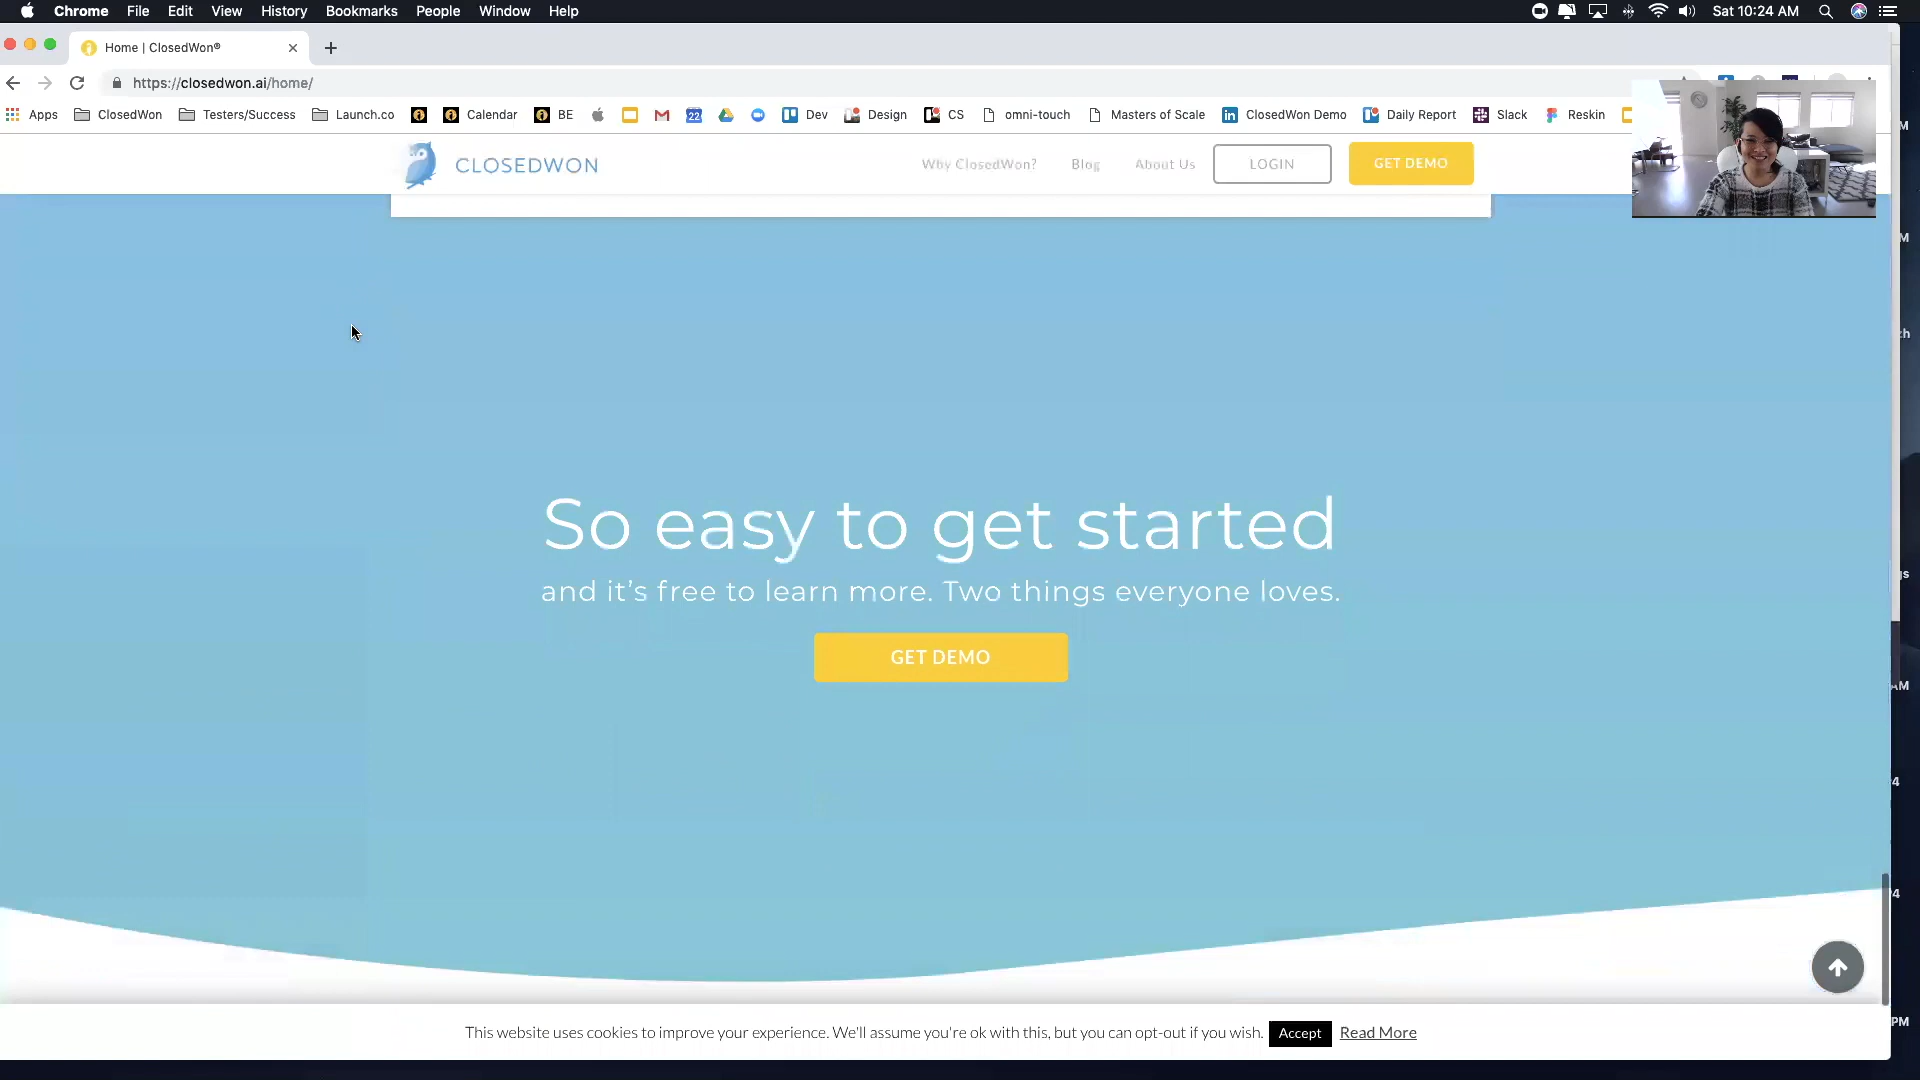 Chrome File Edit View History Bookmarks People Window Help Sat 10:24 AM
Home | ClosedWon®
https://closedwon.ai/home/
Apps ClosedWon Testers/Success Launch.co Calendar BE 22 Dev Design CS omni-touch Masters of Scale ClosedWon Demo Daily Report Slack Reskin
CLOSEDWON Why ClosedWon? Blog About Us LOGIN GET DEMO
So easy to get started
and it's free to learn more. Two things everyone loves.
GET DEMO
This website uses cookies to improve your experience. We'll assume you're ok with this, but you can opt-out if you wish. Accept Read More